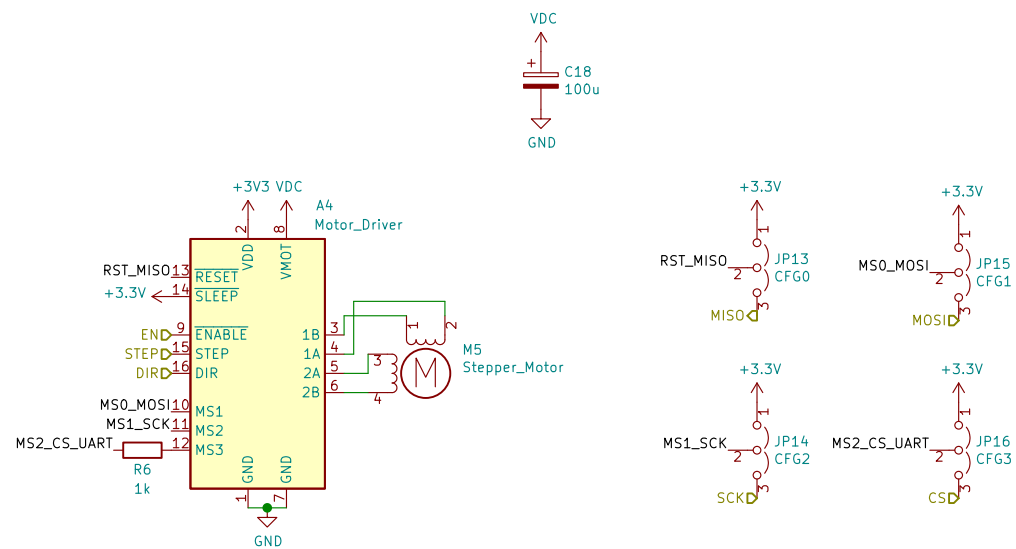 VDC
+
C18
100u
GND
+3V3 VDC
A4
Motor_Driver
2
8
VDD
VMOT
RST_MISO 13 RESET
+3.3V 14 SLEEP
EN 9 ENABLE
STEP 15 STEP
DIR 16 DIR
MS0_MOSI 10 MS1
MS1_SCK 11 MS2
MS2_CS_UART 12 MS3
R6
1k
1B 3
1A 4
2A 5
2B 6
GND
GND
1
7
GND
1
2
3
4
M
M5
Stepper_Motor
+3.3V
1
RST_MISO
2
JP13
CFG0
3
MISO
+3.3V
1
MS0_MOSI
2
JP15
CFG1
3
MOSI
+3.3V
1
MS1_SCK
2
JP14
CFG2
3
SCK
+3.3V
1
MS2_CS_UART
2
JP16
CFG3
3
CS